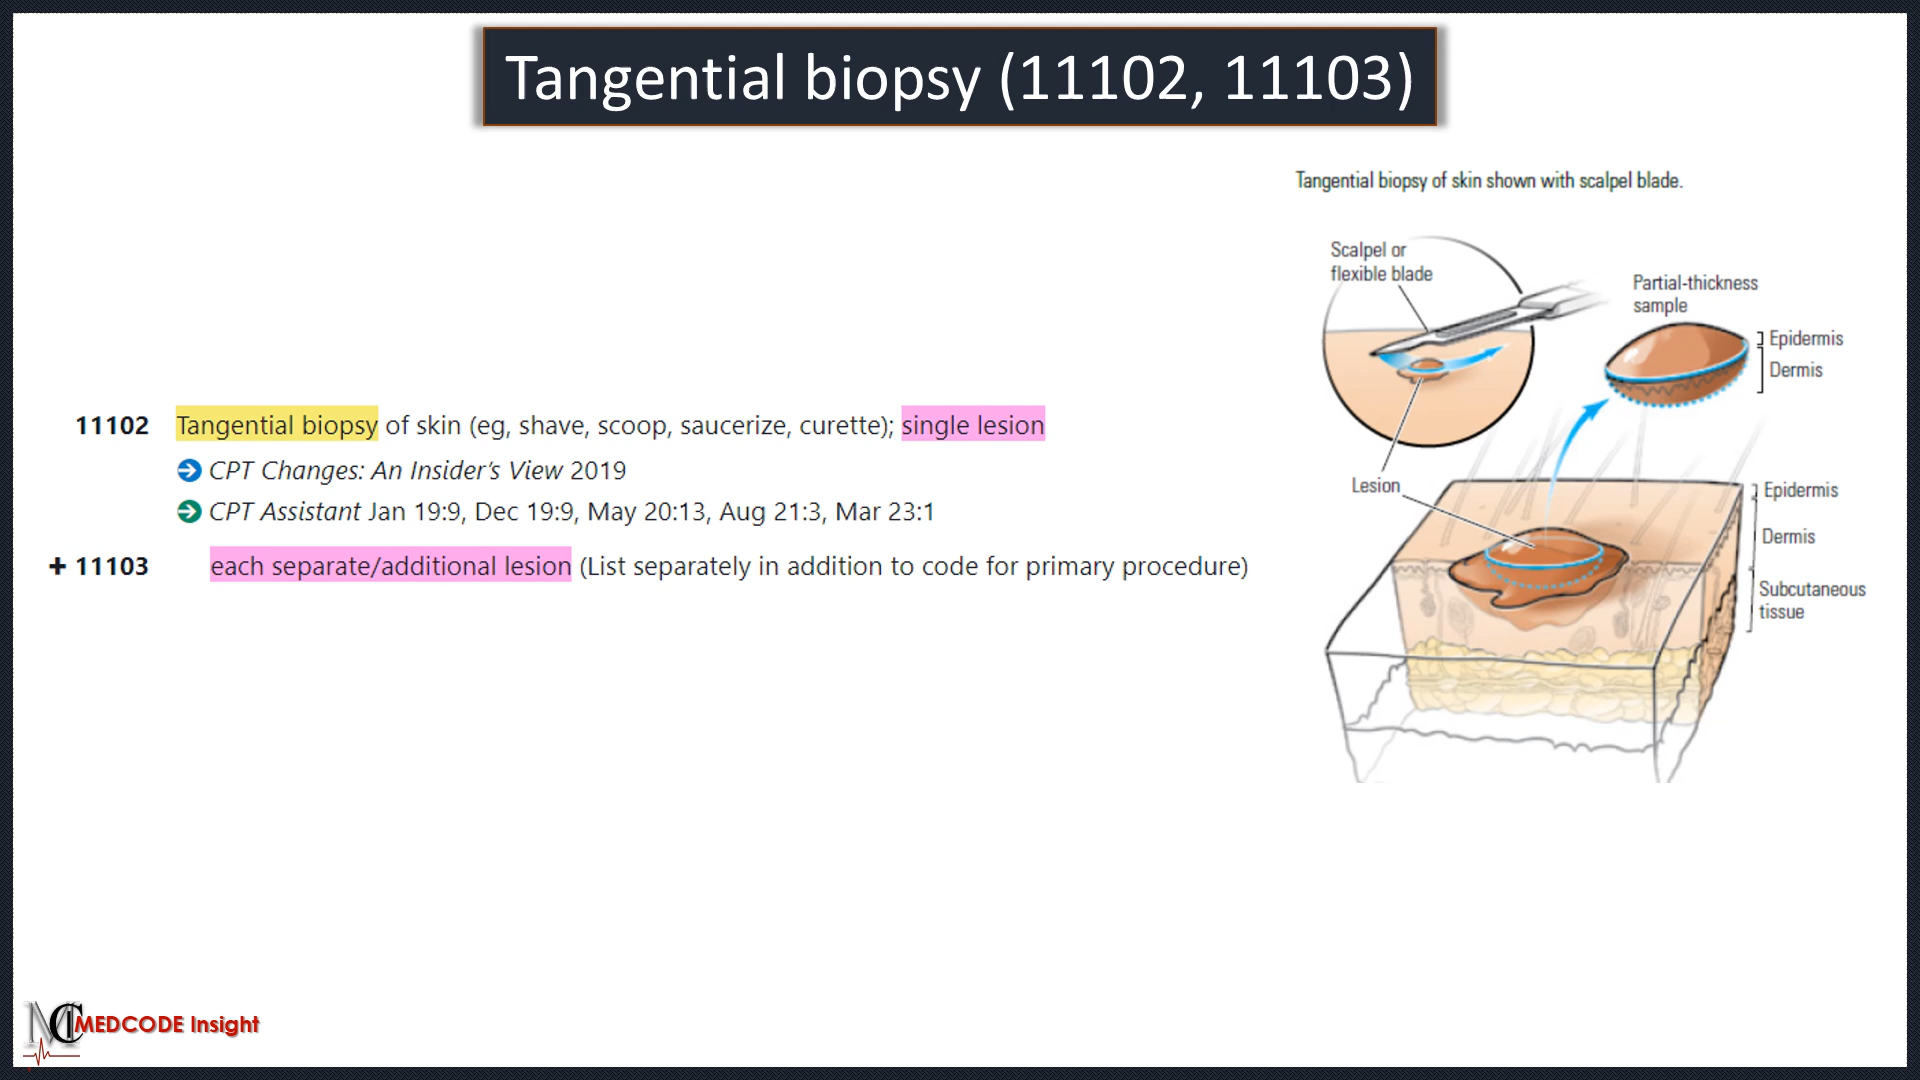 Tangential biopsy (11102, 11103)
Tangential biopsy of skin shown with scalpel blade.
Scalpel or
flexible blade
Partial-thickness
sample
Epidermis
Dermis
Lesion
Epidermis
Dermis
Subcutaneous
tissue
11102 Tangential biopsy of skin (eg, shave, scoop, saucerize, curette); single lesion
CPT Changes: An Insider's View 2019
CPT Assistant Jan 19:9, Dec 19:9, May 20:13, Aug 21:3, Mar 23:1
+ 11103 each separate/additional lesion (List separately in addition to code for primary procedure)
MC MEDCODE Insight